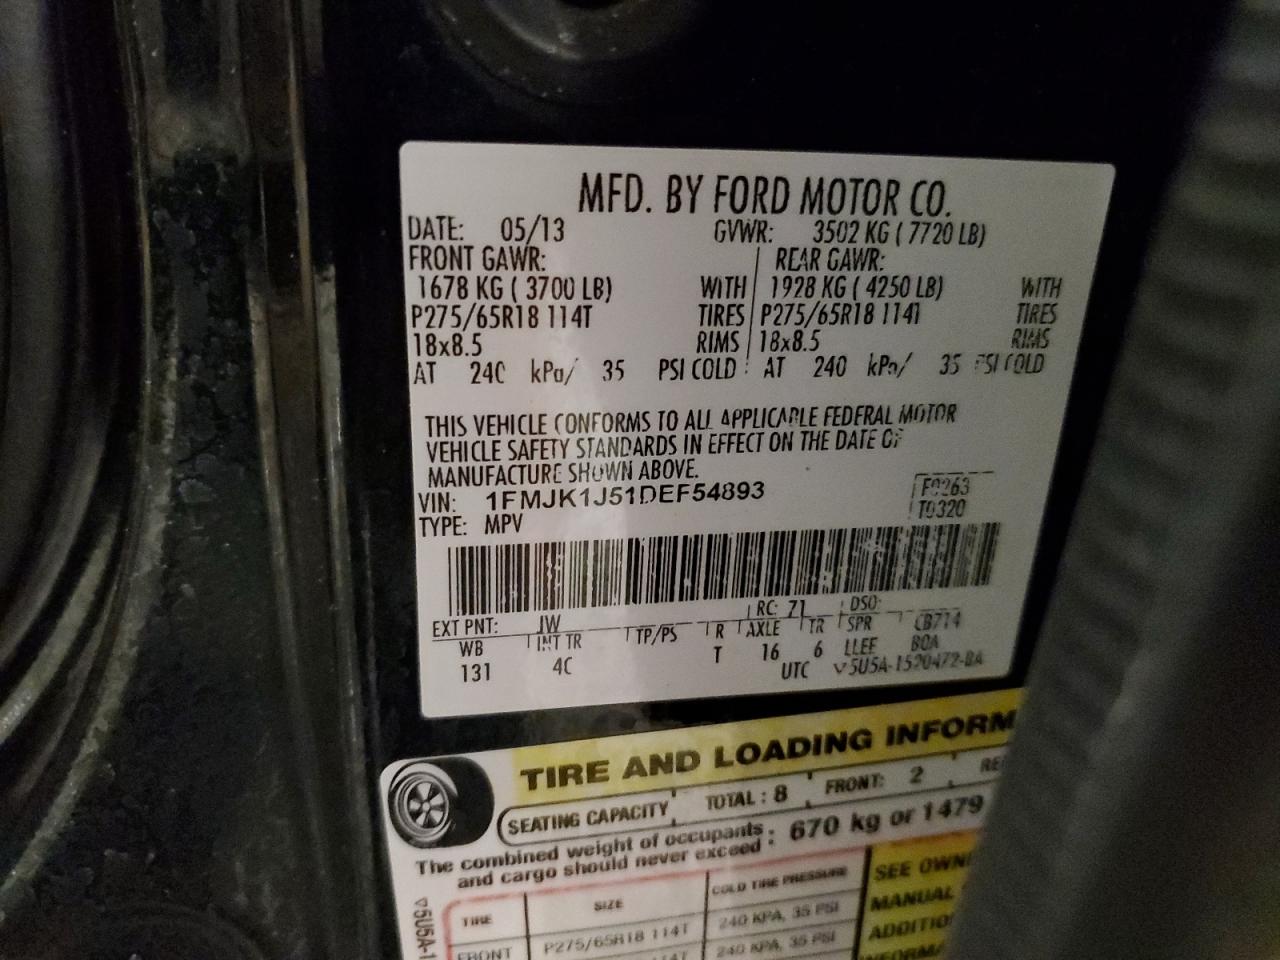 MFD. BY FORD MOTOR CO.
DATE: 05/13 GVWR: 3502 KG ( 7720 LB)
FRONT GAWR: REAR GAWR:
1678 KG ( 3700 LB) WITH 1928 KG ( 4250 LB) WITH
P275/65R18 114T TIRES P275/65R18 114T TIRES
18x8.5 RIMS 18x8.5 RIMS
AT 240 kPa/ 35 PSI COLD AT 240 kPa/ 35 PSI COLD
THIS VEHICLE CONFORMS TO ALL APPLICABLE FEDERAL MOTOR
VEHICLE SAFETY STANDARDS IN EFFECT ON THE DATE OF
MANUFACTURE SHOWN ABOVE.
VIN: 1FMJK1J51DEF54893 F0263
TYPE: MPV T0320
RC: 71 DSO:
EXT PNT: JW CB714
WB INT TR TP/PS R AXLE TR SPR BOA
131 4C T 16 6 LLEE
UTC ▽5U5A-1520472-BA
TIRE AND LOADING INFORM
SEATING CAPACITY TOTAL : 8 FRONT: 2 RE
The combined weight of occupants
and cargo should never exceed : 670 kg or 1479
▽5U5A-1
TIRE SIZE COLD TIRE PRESSURE
FRONT P275/65R18 114T 240 KPA, 35 PSI
240 KPA, 35 PSI
SEE OWN
MANUAL
ADDITIO